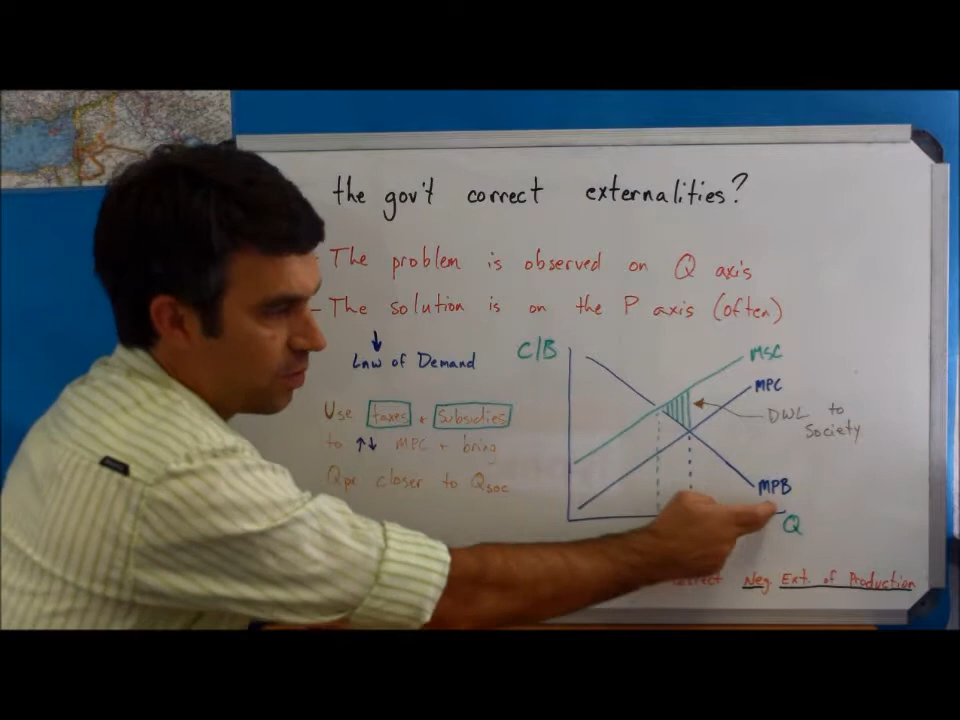 the gov't correct externalities?
- The problem is observed on Q axis
- The solution is on the P axis (often)
↓
Law of Demand
Use taxes + Subsidies
to ↑↓ MPC + bring
Qpe closer to Qsoc
C/B
MSC
MPC
DWL to
Society
MPB
Q
Neg Ext. of Production